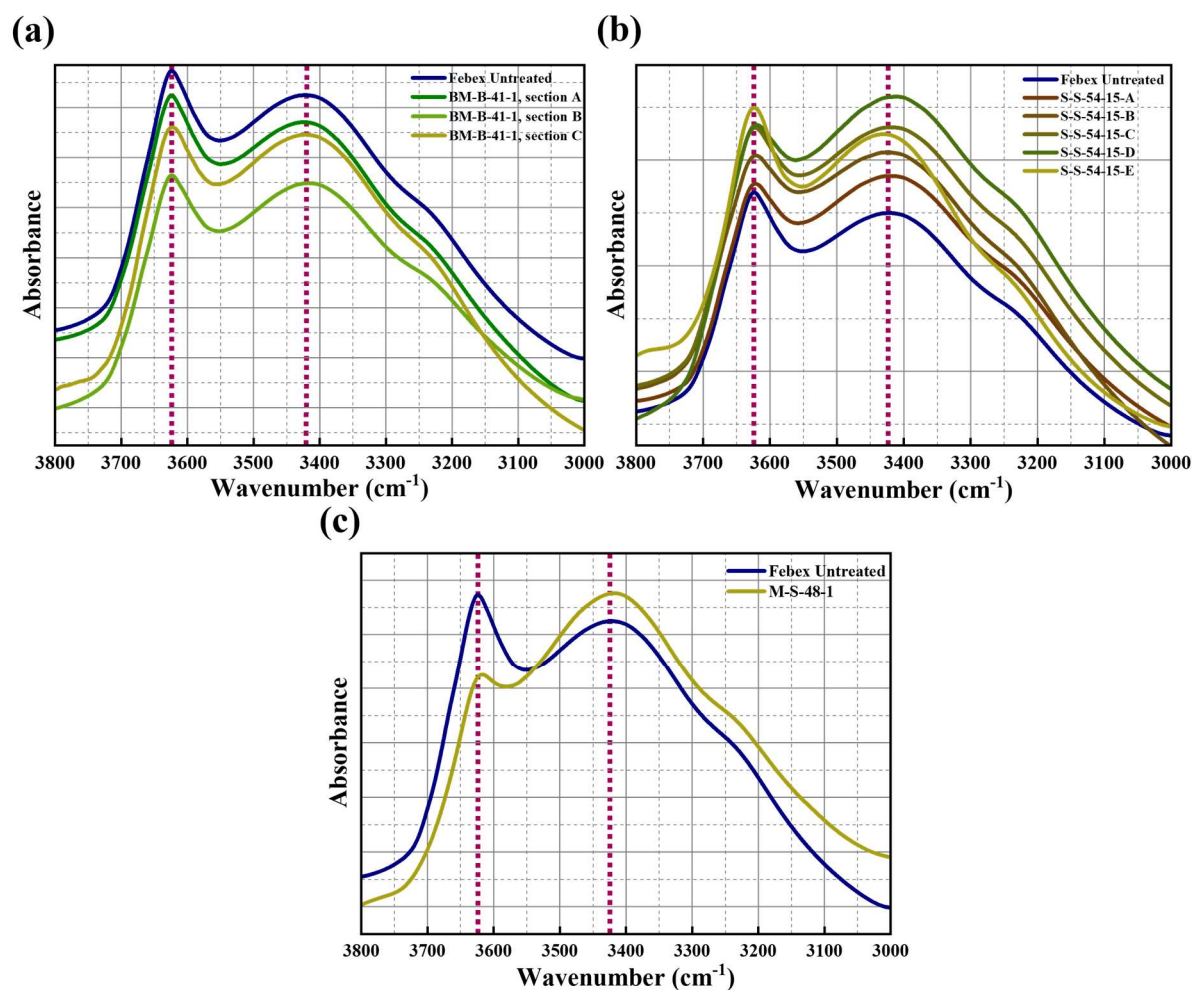 (a)
Febex Untreated
BM-B-41-1, section A
BM-B-41-1, section B
BM-B-41-1, section C
Absorbance
3800 3700 3600 3500 3400 3300 3200 3100 3000
Wavenumber (cm⁻¹)
(b)
Febex Untreated
S-S-54-15-A
S-S-54-15-B
S-S-54-15-C
S-S-54-15-D
S-S-54-15-E
Absorbance
3800 3700 3600 3500 3400 3300 3200 3100 3000
Wavenumber (cm⁻¹)
(c)
Febex Untreated
M-S-48-1
Absorbance
3800 3700 3600 3500 3400 3300 3200 3100 3000
Wavenumber (cm⁻¹)